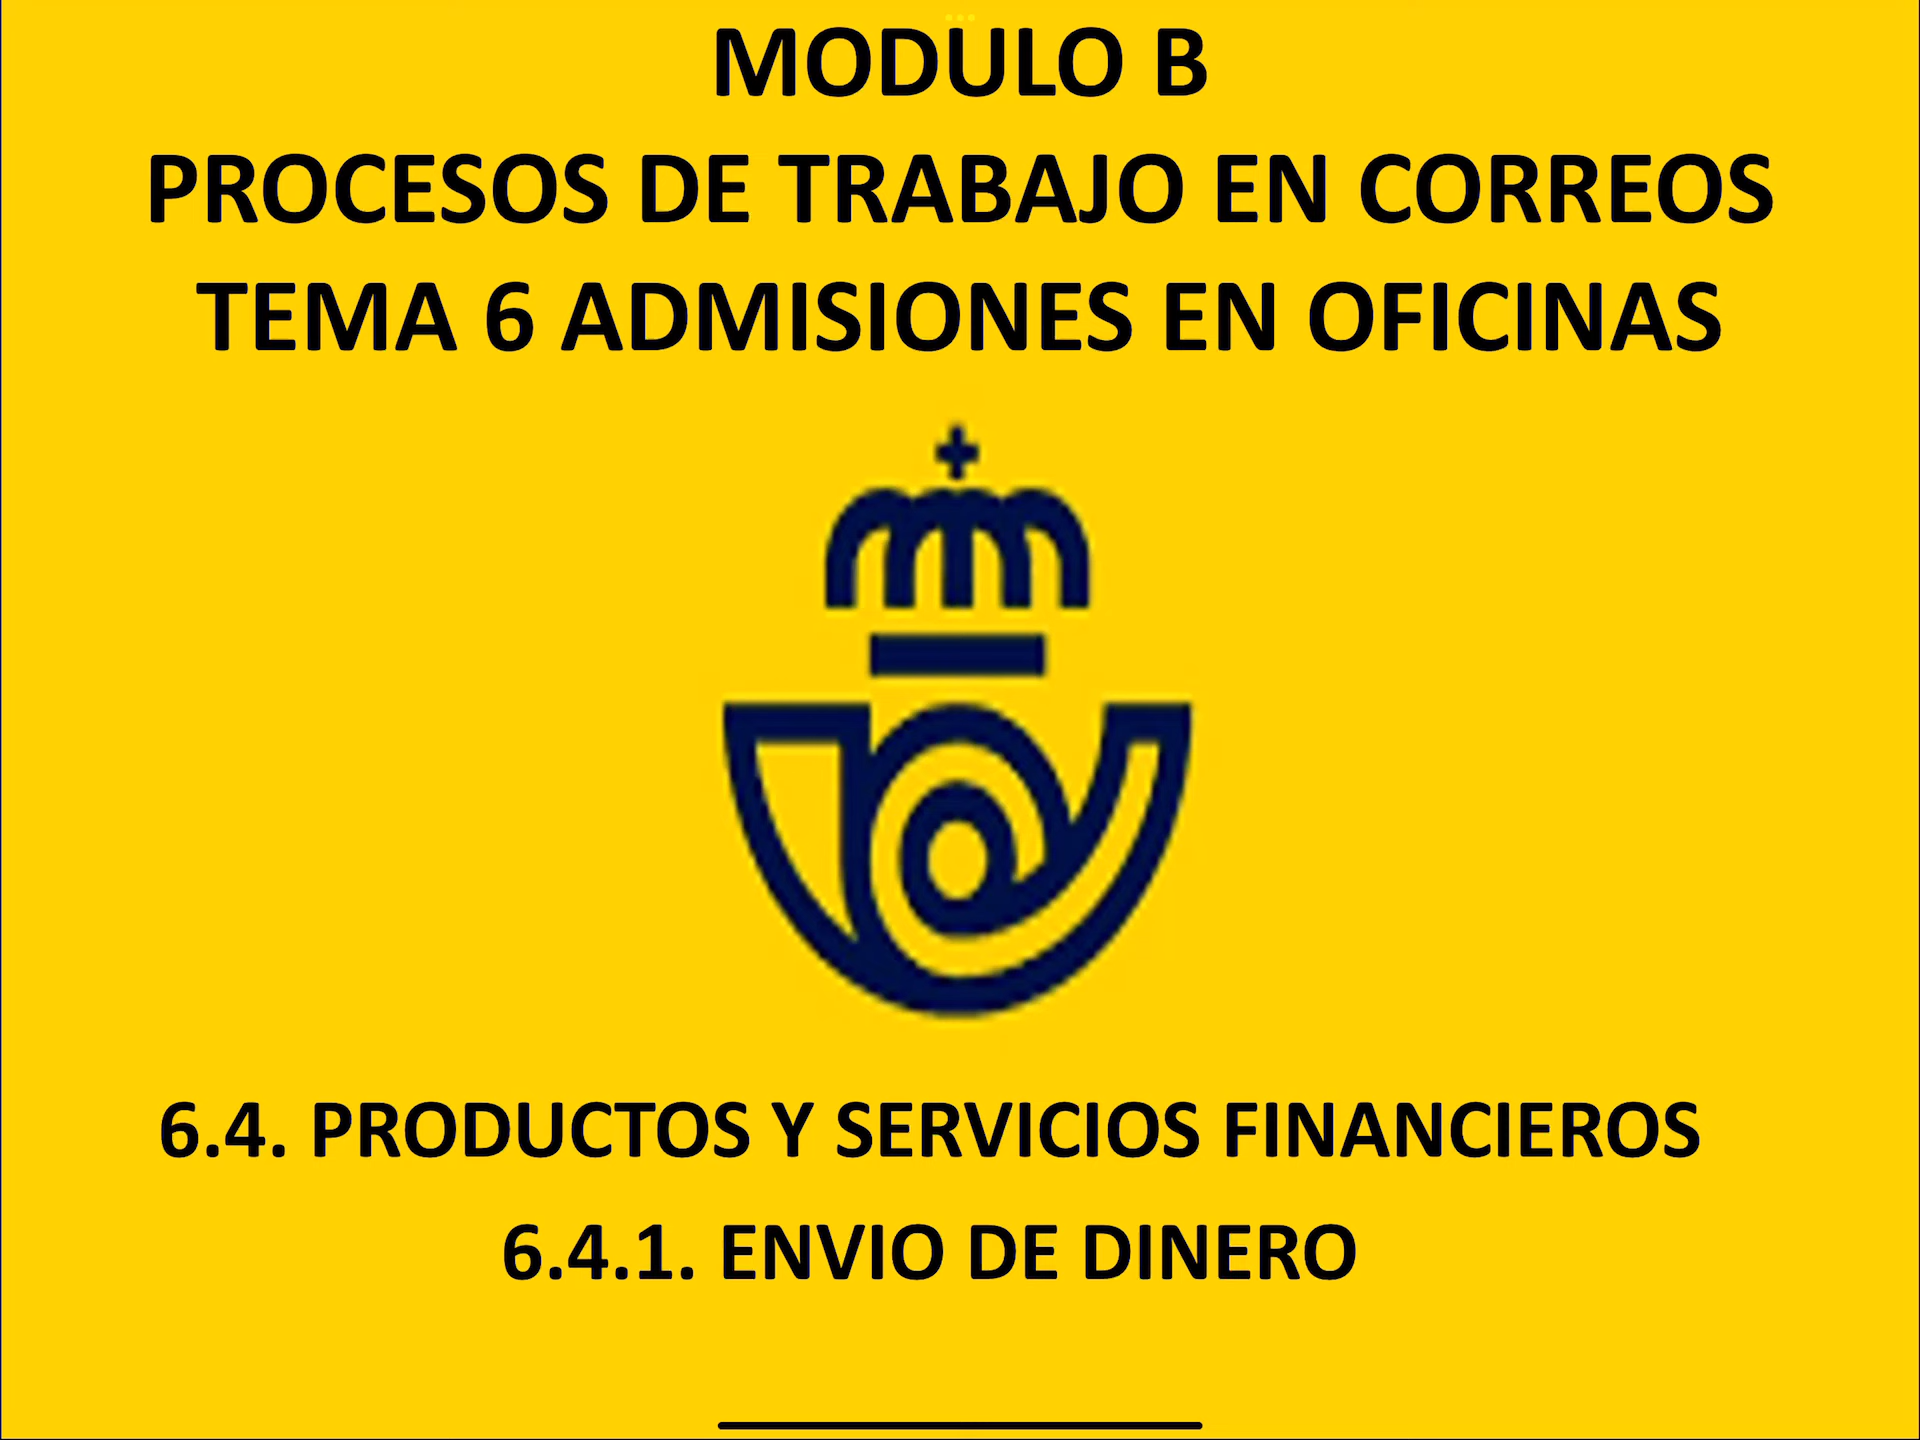 MODULO B
PROCESOS DE TRABAJO EN CORREOS
TEMA 6 ADMISIONES EN OFICINAS
6.4. PRODUCTOS Y SERVICIOS FINANCIEROS
6.4.1. ENVIO DE DINERO